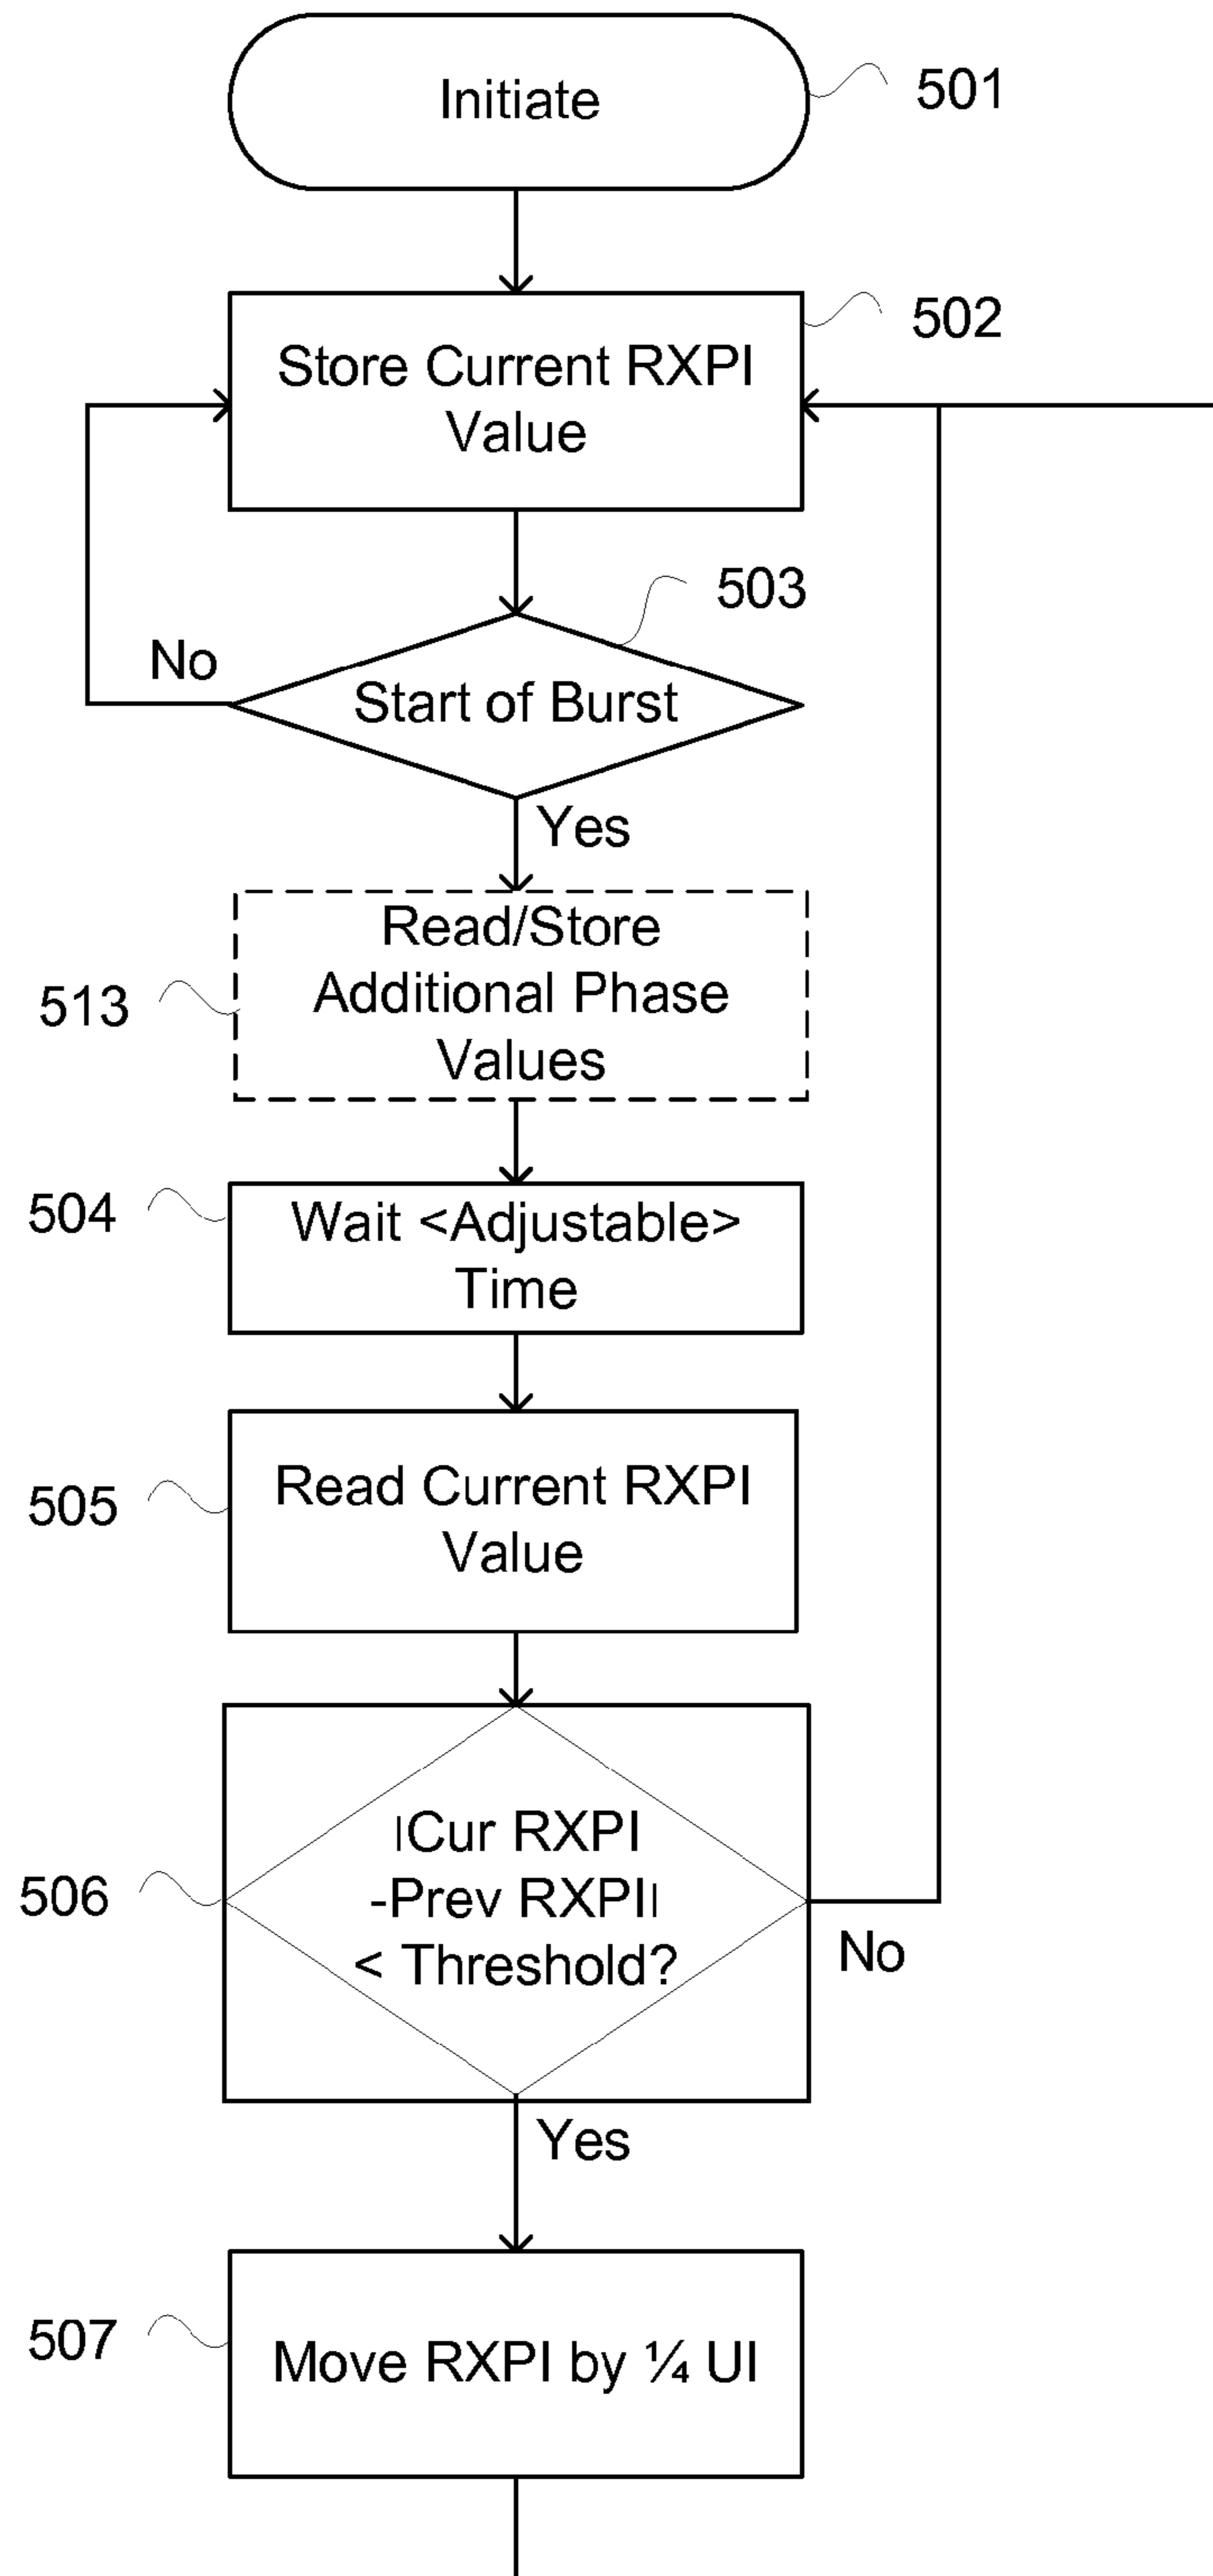 Initiate
501
Store Current RXPI
Value
502
503
No
Start of Burst
Yes
Read/Store
Additional Phase
Values
513
504
Wait <Adjustable>
Time
505
Read Current RXPI
Value
506
|Cur RXPI
-Prev RXPI|
< Threshold?
No
Yes
507
Move RXPI by ¼ UI